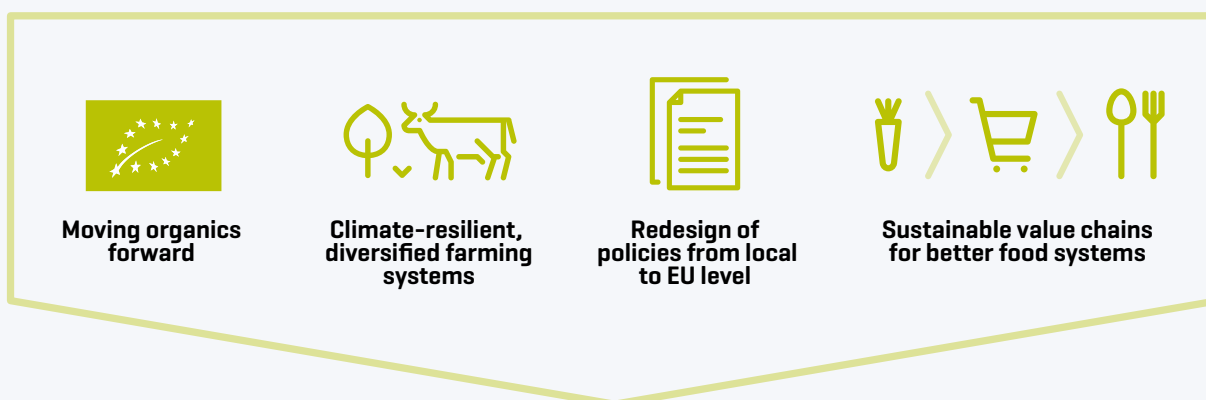 Moving organics
forward
Climate-resilient,
diversified farming
systems
Redesign of
policies from local
to EU level
Sustainable value chains
for better food systems